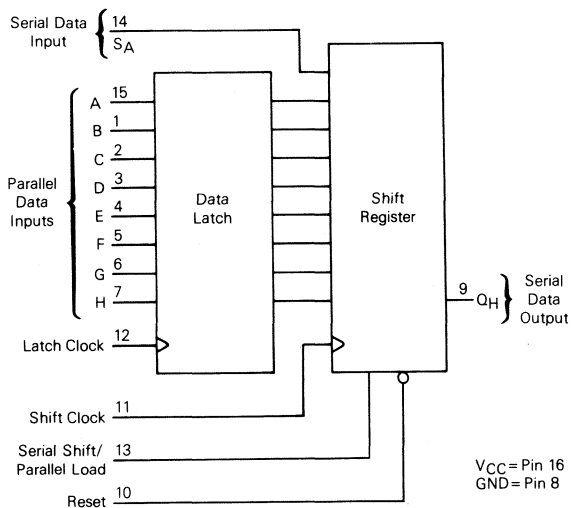 Serial Data
Input
14
SA
Parallel
Data
Inputs
A 15
B 1
C 2
D 3
E 4
F 5
G 6
H 7
Data
Latch
Shift
Register
9 QH
Serial
Data
Output
Latch Clock 12
Shift Clock 11
Serial Shift/
Parallel Load 13
Reset 10
VCC = Pin 16
GND = Pin 8